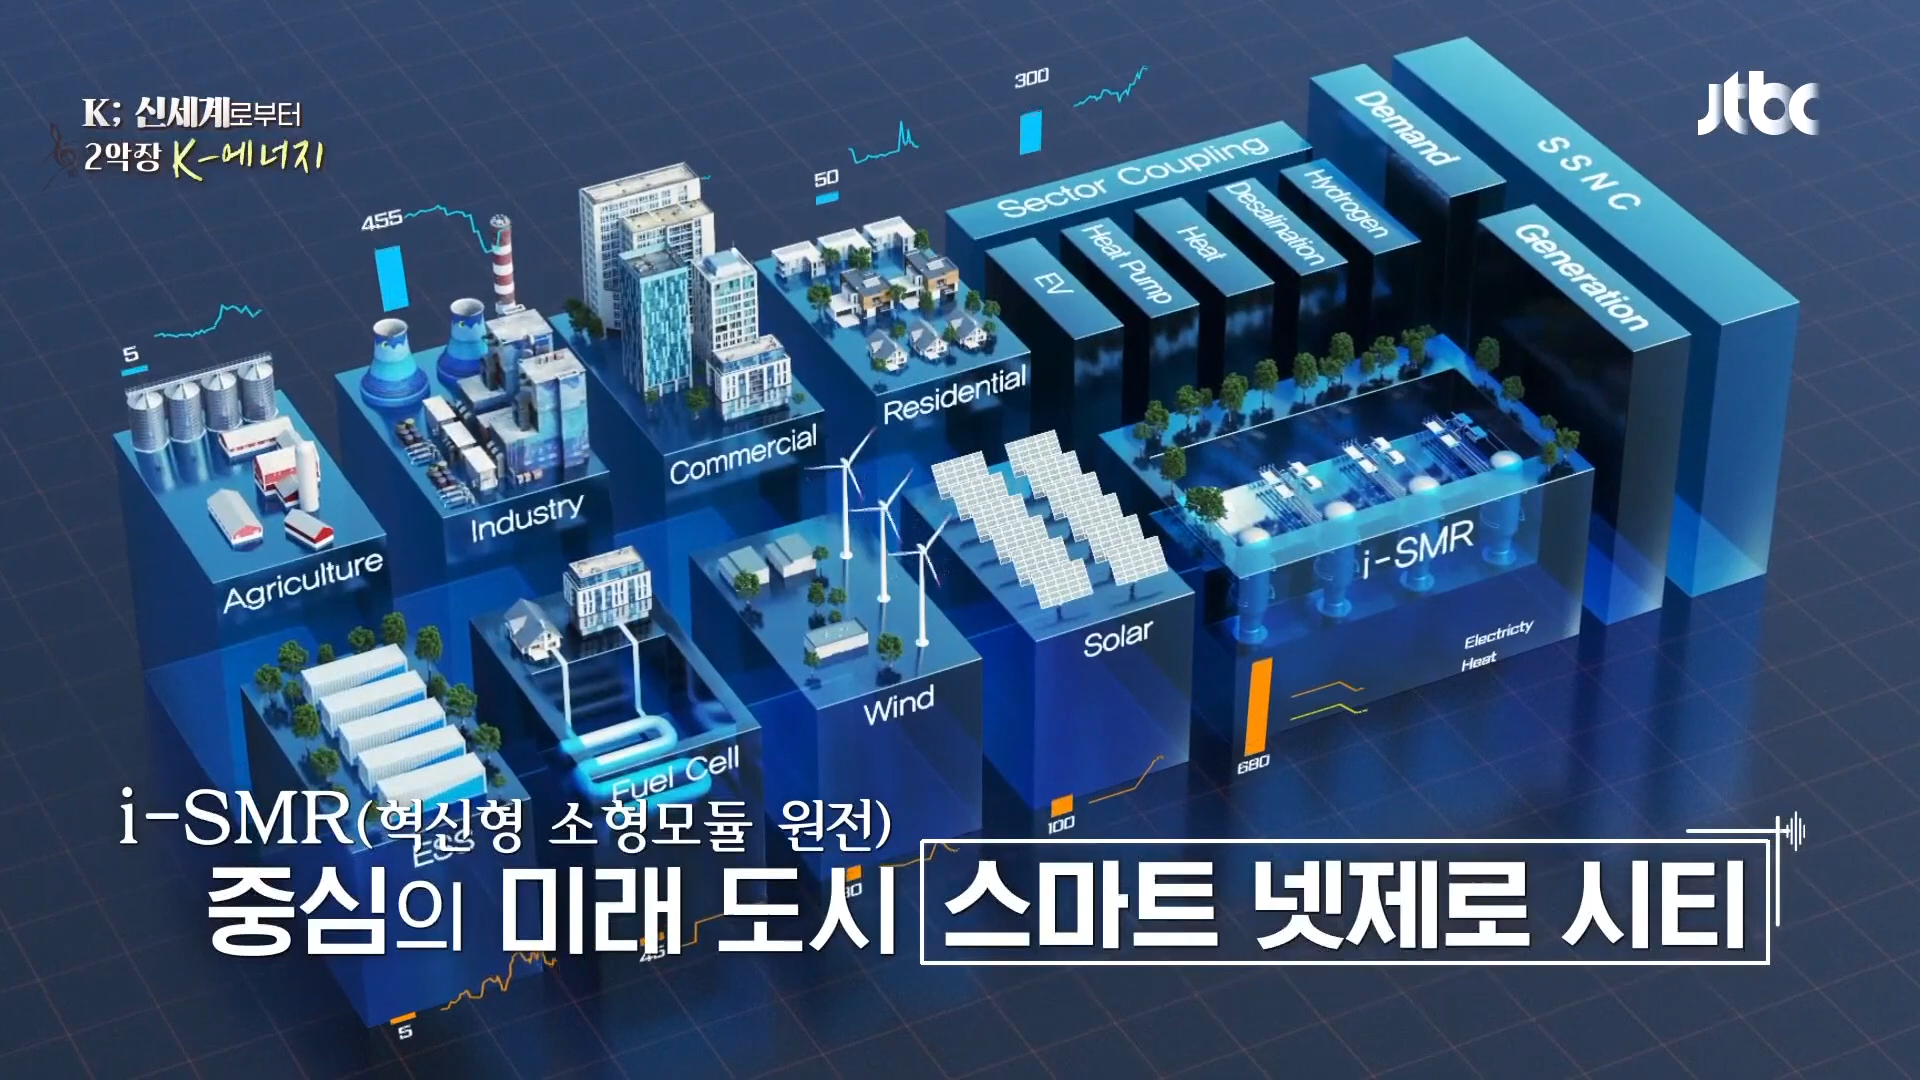 K; 신세계로부터
2악장 K-에너지
jtbc
300
50
455
5
Sector Coupling
EV
Heat Pump
Heat
Desalination
Hydrogen
Demand
SSNC
Generation
Residential
Commercial
Industry
Agriculture
i-SMR
Electricty
Heat
Solar
Wind
Fuel Cell
ESS
680
100
80
45
5
i-SMR(혁신형 소형모듈 원전)
중심의 미래 도시 스마트 넷제로 시티